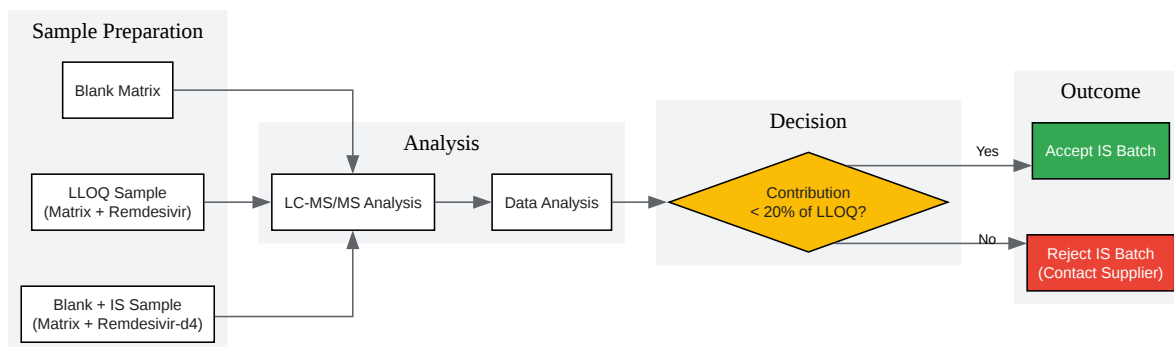 Sample Preparation
Blank Matrix
LLOQ Sample
(Matrix + Remdesivir)
Blank + IS Sample
(Matrix + Remdesivir-d4)
Analysis
LC-MS/MS Analysis
Data Analysis
Decision
Contribution
< 20% of LLOQ?
Yes
No
Outcome
Accept IS Batch
Reject IS Batch
(Contact Supplier)